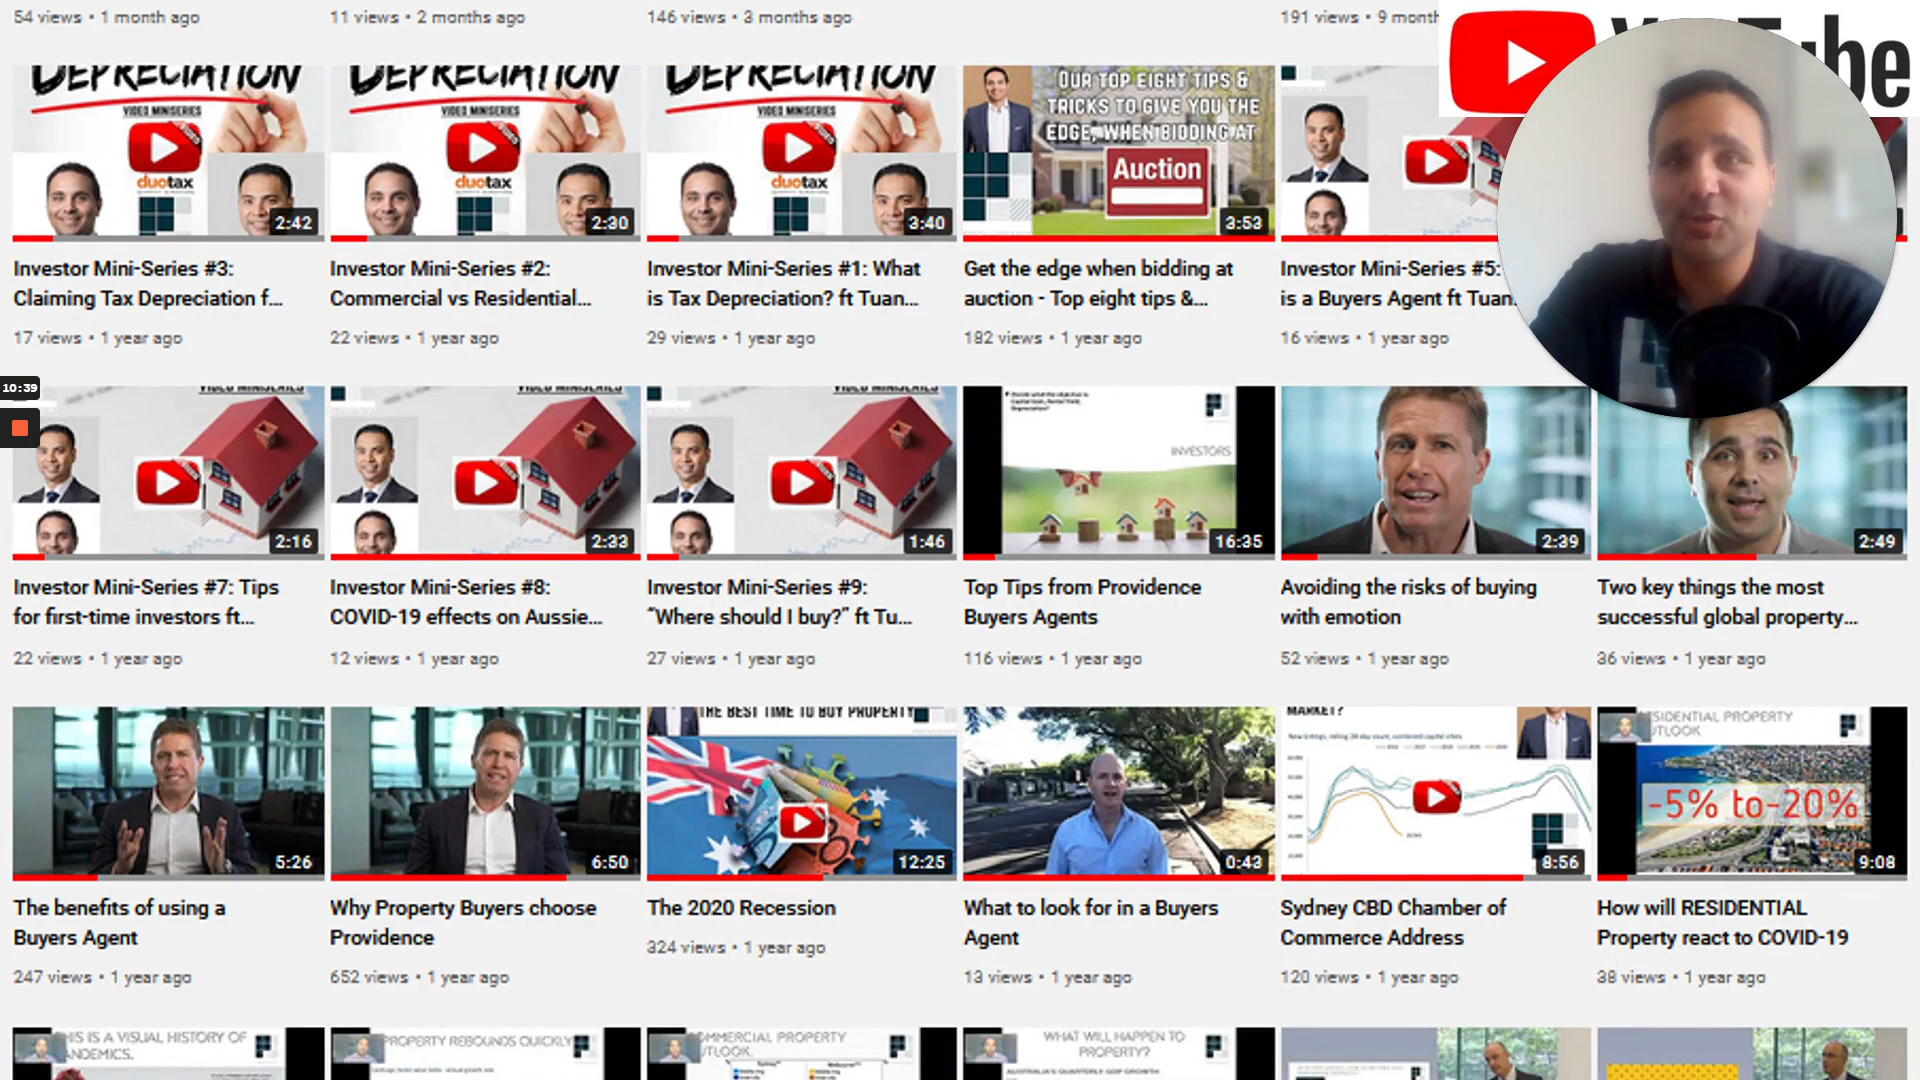 54 views • 1 month ago
11 views • 2 months ago
146 views • 3 months ago
191 views • 9
DEPRECIATION
VIDEO MINISERIES
duotax
2:42
DEPRECIATION
VIDEO MINISERIES
duotax
2:30
DEPRECIATION
VIDEO MINISERIES
duotax
3:40
OUR TOP EIGHT TIPS &
TRICKS TO GIVE YOU THE
EDGE, WHEN BIDDING AT
Auction
3:53
Investor Mini-Series #3:
Claiming Tax Depreciation f...
17 views • 1 year ago
Investor Mini-Series #2:
Commercial vs Residential...
22 views • 1 year ago
Investor Mini-Series #1: What
is Tax Depreciation? ft Tuan...
29 views • 1 year ago
Get the edge when bidding at
auction - Top eight tips &...
182 views • 1 year ago
Investor Mini-Series #5:
is a Buyers Agent ft Tuan
16 views • 1 year ago
10:39
VIDEO MINISERIES
2:16
VIDEO MINISERIES
2:33
VIDEO MINISERIES
1:46
INVESTORS
16:35
2:39
2:49
Investor Mini-Series #7: Tips
for first-time investors ft...
22 views • 1 year ago
Investor Mini-Series #8:
COVID-19 effects on Aussie...
12 views • 1 year ago
Investor Mini-Series #9:
“Where should I buy?” ft Tu...
27 views • 1 year ago
Top Tips from Providence
Buyers Agents
116 views • 1 year ago
Avoiding the risks of buying
with emotion
52 views • 1 year ago
Two key things the most
successful global property...
36 views • 1 year ago
5:26
6:50
THE BEST TIME TO BUY PROPERTY
12:25
0:43
MARKET?
8:56
PROPERTY
-5% to -20%
9:08
The benefits of using a
Buyers Agent
247 views • 1 year ago
Why Property Buyers choose
Providence
652 views • 1 year ago
The 2020 Recession
324 views • 1 year ago
What to look for in a Buyers
Agent
13 views • 1 year ago
Sydney CBD Chamber of
Commerce Address
120 views • 1 year ago
How will RESIDENTIAL
Property react to COVID-19
38 views • 1 year ago
IS A VISUAL HISTORY OF
PROPERTY REBOUNDS QUICKLY
PROPERTY
WHAT WILL HAPPEN TO
PROPERTY?